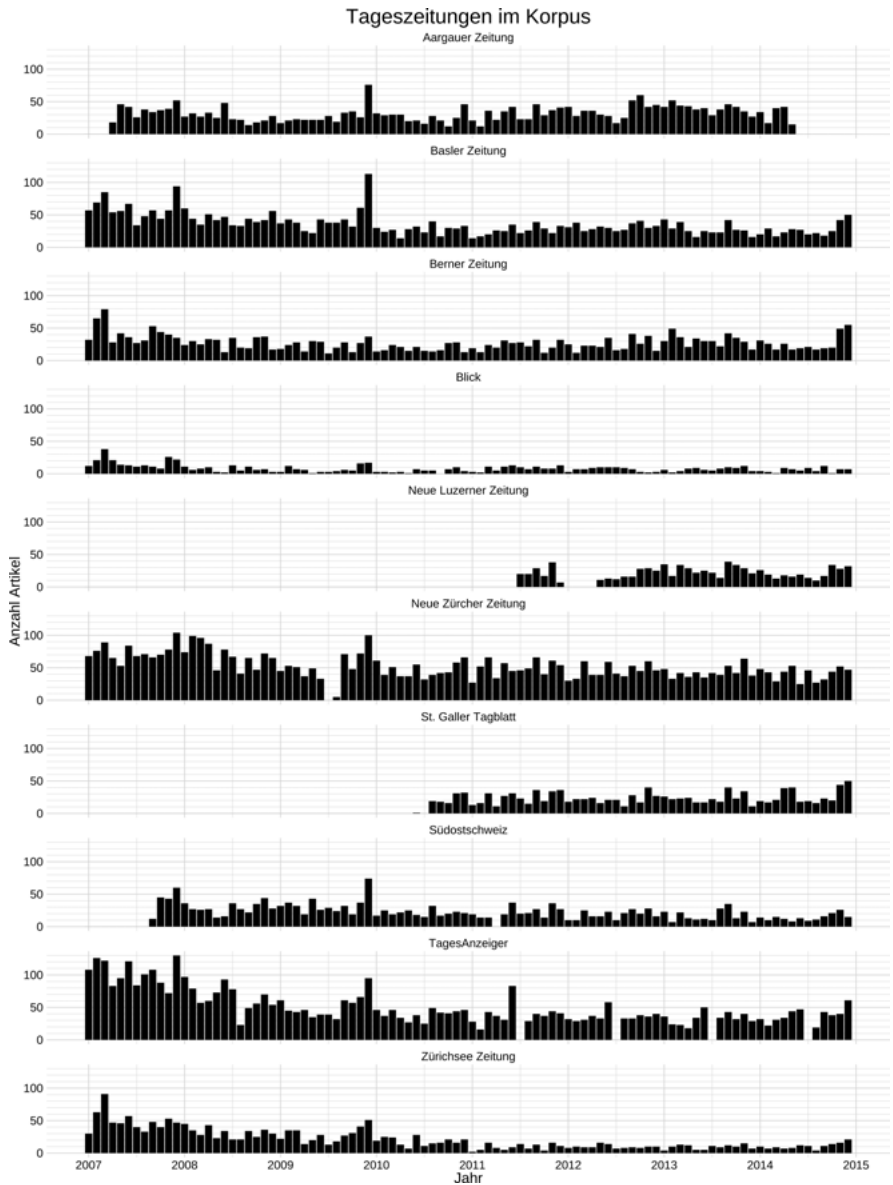 Tageszeitungen im Korpus
Aargauer Zeitung
100
50
0
Basler Zeitung
100
50
0
Berner Zeitung
100
50
0
Blick
100
50
0
Neue Luzerner Zeitung
100
50
0
Anzahl Artikel
Neue Zürcher Zeitung
100
50
0
St. Galler Tagblatt
100
50
0
Südostschweiz
100
50
0
TagesAnzeiger
100
50
0
Zürichsee Zeitung
100
50
0
2007 2008 2009 2010 2011 2012 2013 2014 2015
Jahr